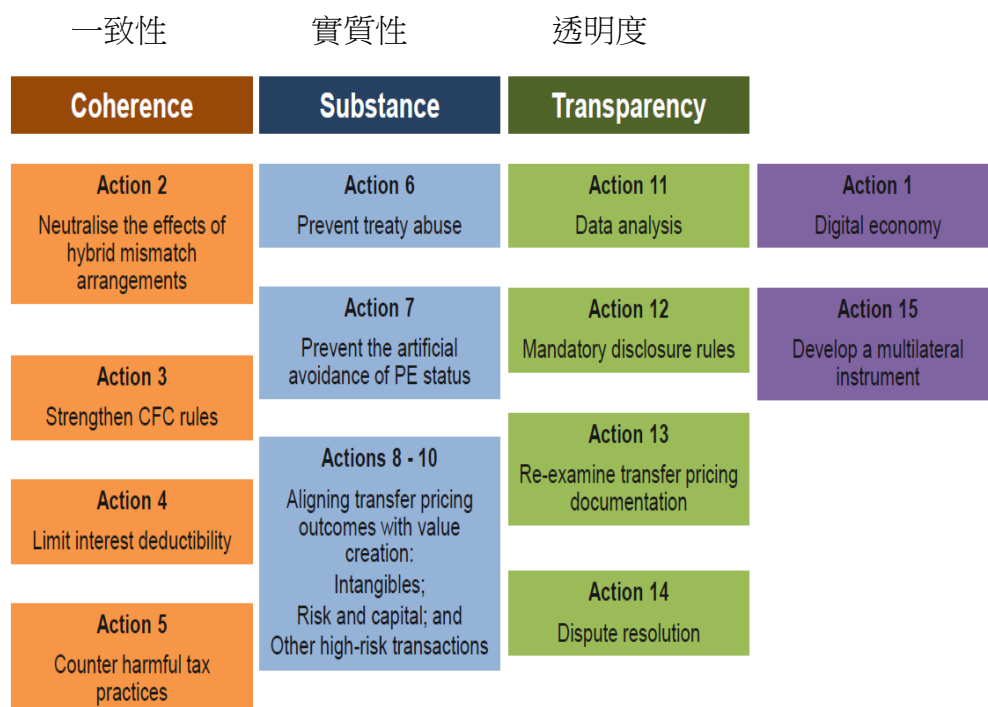 一致性
實質性
透明度
Coherence
Substance
Transparency
Action 2
Neutralise the effects of
hybrid mismatch
arrangements
Action 3
Strengthen CFC rules
Action 4
Limit interest deductibility
Action 5
Counter harmful tax
practices
Action 6
Prevent treaty abuse
Action 7
Prevent the artificial
avoidance of PE status
Actions 8 - 10
Aligning transfer pricing
outcomes with value
creation:
Intangibles;
Risk and capital; and
Other high-risk transactions
Action 11
Data analysis
Action 12
Mandatory disclosure rules
Action 13
Re-examine transfer pricing
documentation
Action 14
Dispute resolution
Action 1
Digital economy
Action 15
Develop a multilateral
instrument